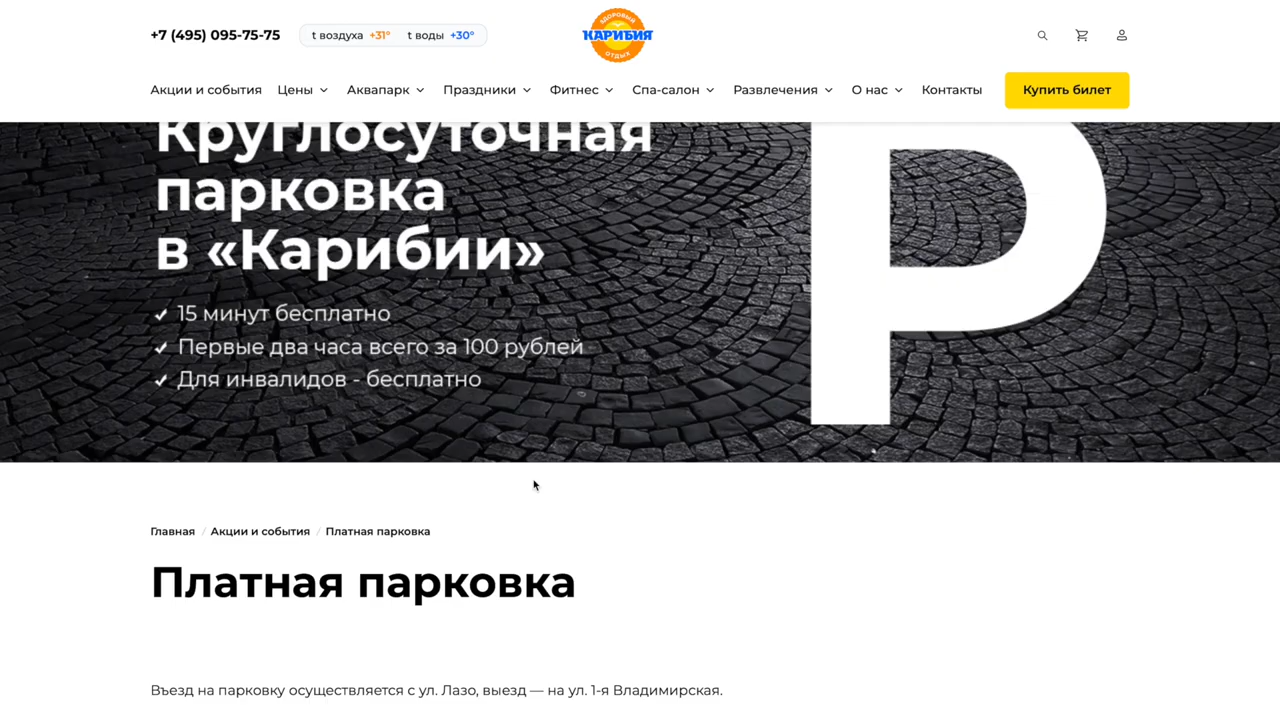 +7 (495) 095-75-75
t воздуха +31° t воды +30°
ЗДОРОВЫЙ
КАРИБИЯ
ОТДЫХ
Акции и события Цены Аквапарк Праздники Фитнес Спа-салон Развлечения О нас Контакты Купить билет
Круглосуточная
парковка
в «Карибии»
15 минут бесплатно
Первые два часа всего за 100 рублей
Для инвалидов - бесплатно
P
Главная / Акции и события / Платная парковка
Платная парковка
Въезд на парковку осуществляется с ул. Лазо, выезд — на ул. 1-я Владимирская.